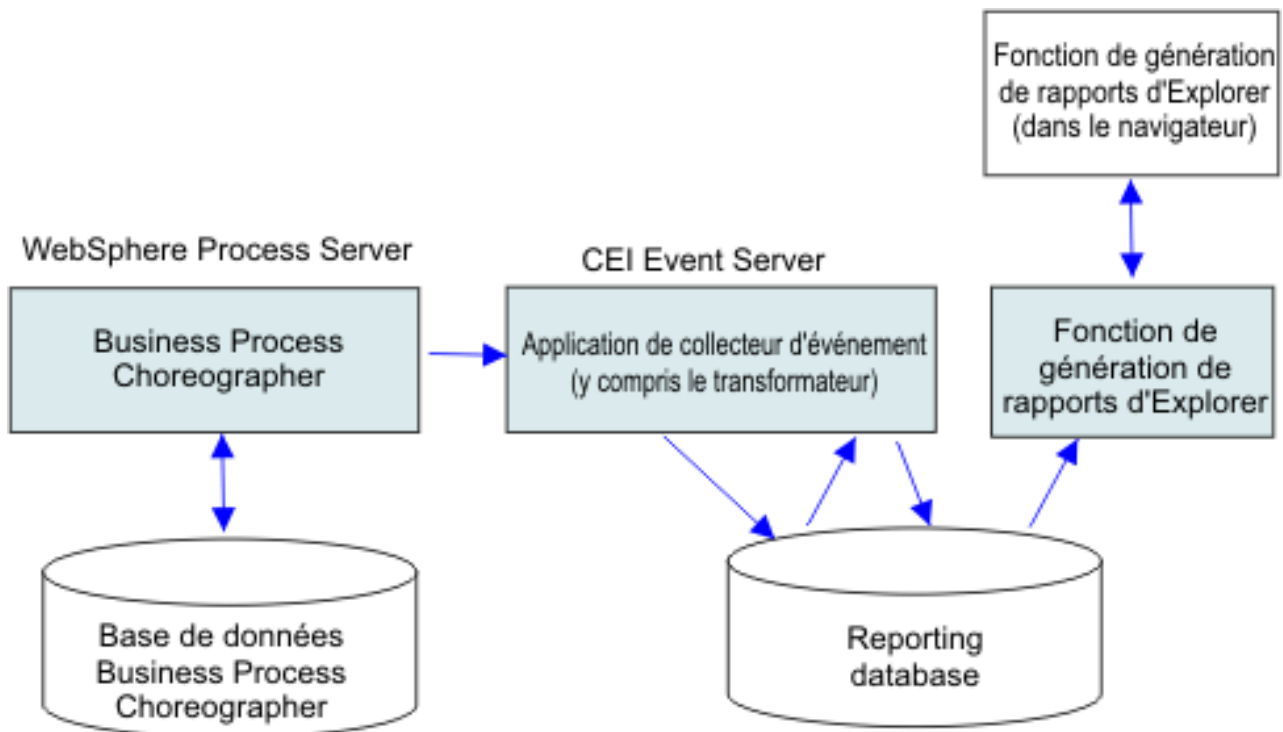 Fonction de génération
de rapports d'Explorer
(dans le navigateur)
WebSphere Process Server
CEI Event Server
Business Process
Choreographer
Application de collecteur d'événement
(y compris le transformateur)
Fonction de
génération de
rapports d'Explorer
Base de données
Business Process
Choreographer
Reporting
database